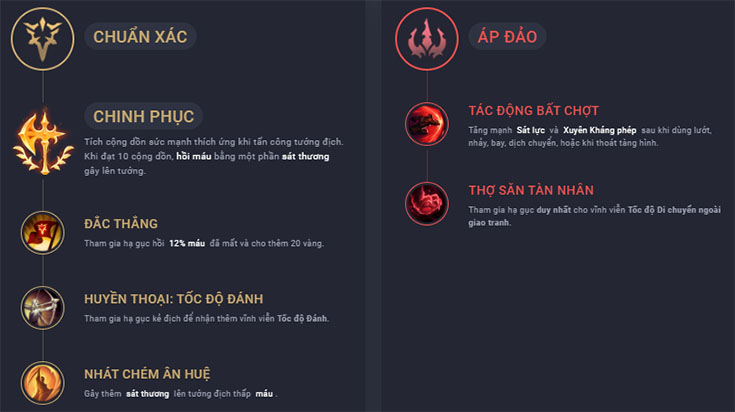 CHUẨN XÁC
CHINH PHỤC
Tích cộng dồn sức mạnh thích ứng khi tấn công tướng địch.
Khi đạt 10 cộng dồn, hồi máu bằng một phần sát thương
gây lên tướng.
ĐẮC THẮNG
Tham gia hạ gục hồi 12% máu đã mất và cho thêm 20 vàng.
HUYỀN THOẠI: TỐC ĐỘ ĐÁNH
Tham gia hạ gục kẻ địch để nhận thêm vĩnh viễn Tốc độ Đánh.
NHÁT CHÉM ÂN HUỆ
Gây thêm sát thương lên tướng địch thấp máu .
ÁP ĐẢO
TÁC ĐỘNG BẤT CHỢT
Tăng mạnh Sát lực và Xuyên Kháng phép sau khi dùng lướt,
nhảy, bay, dịch chuyển, hoặc khi thoát tàng hình.
THỢ SĂN TÀN NHẪN
Tham gia hạ gục duy nhất cho vĩnh viễn Tốc độ Di chuyển ngoài
giao tranh.